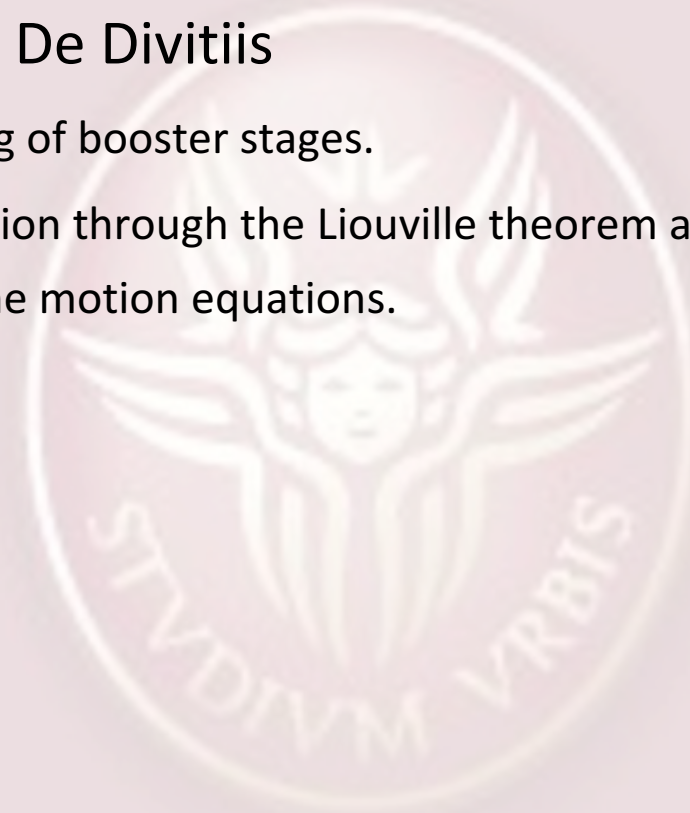 De Divitiis
g of booster stages.
ion through the Liouville theorem a
e motion equations.
STVDIVM VRBIS